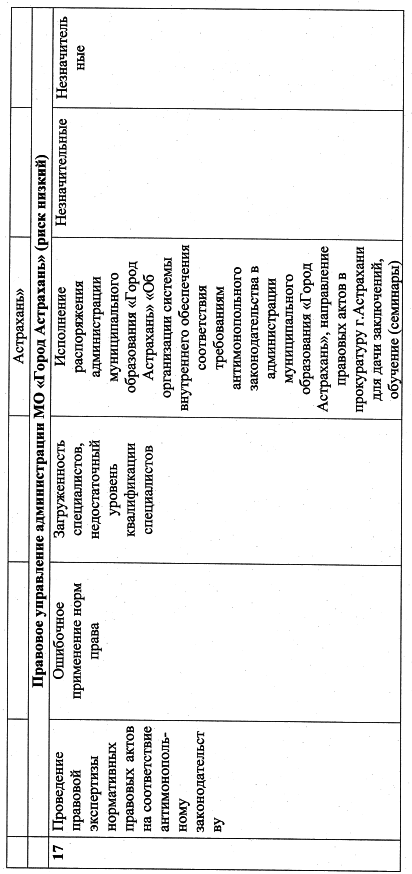 Астрахань»
Правовое управление администрации МО «Город Астрахань» (риск низкий)
17
Проведение
правовой
экспертизы
нормативных
правовых актов
на соответствие
антимонополь-
ному
законодательст
ву
Ошибочное
применение норм
права
Загруженность
специалистов,
недостаточный
уровень
квалификации
специалистов
Исполнение
распоряжения
администрации
муниципального
образования «Город
Астрахань» «Об
организации системы
внутреннего обеспечения
соответствия
требованиям
антимонопольного
законодательства в
администрации
муниципального
образования «Город
Астрахань», направление
правовых актов в
прокуратуру г.Астрахани
для дачи заключений,
обучение (семинары)
Незначительные
Незначитель
ные